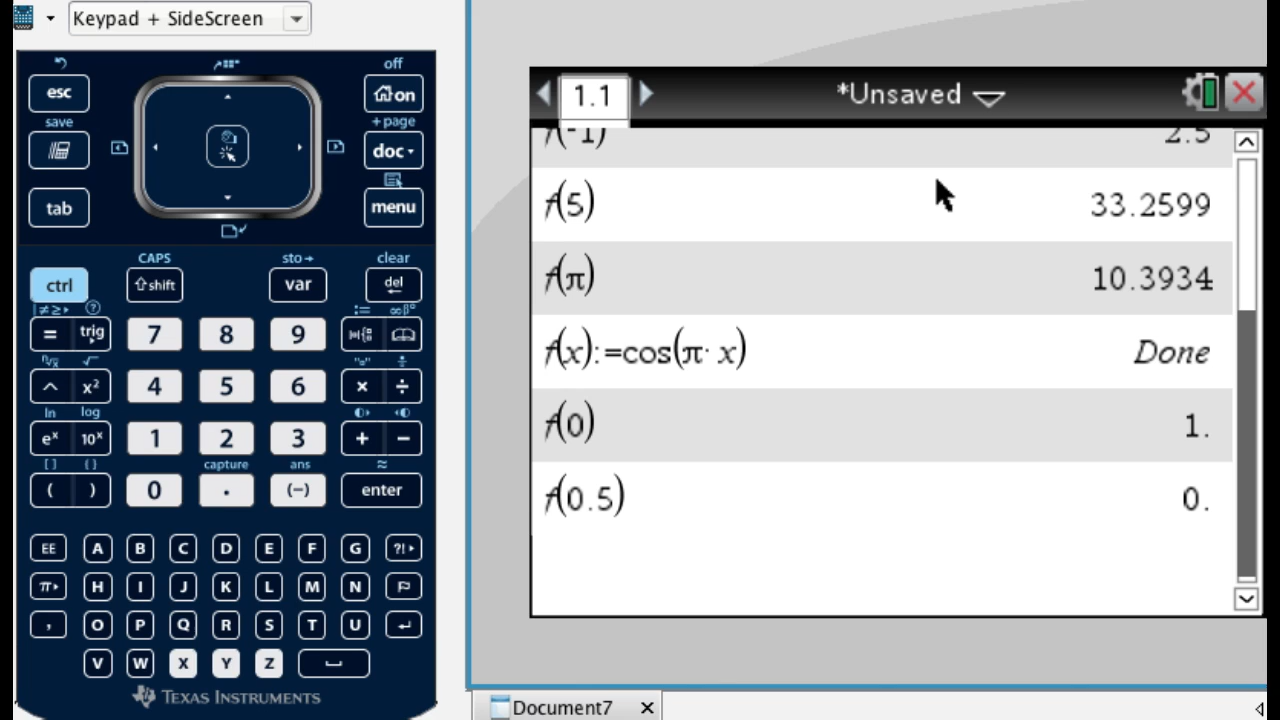 Keypad + SideScreen
off
esc
on
save
+ page
doc
tab
menu
CAPS
sto→
clear
ctrl
shift
var
del
|≠≥▸ ?
:= ∞β°
= trig 7 8 9
n√x √ "☐" ÷
^ x² 4 5 6 × ÷
ln log
eˣ 10ˣ 1 2 3 + −
[ ] { } capture ans ≈
( ) 0 . (−) enter
EE A B C D E F G ?!▸
π▸ H I J K L M N
, O P Q R S T U
V W X Y Z
TEXAS INSTRUMENTS
1.1 *Unsaved
f(-1) 2.5
f(5) 33.2599
f(π) 10.3934
f(x):=cos(π· x) Done
f(0) 1.
f(0.5) 0.
Document7